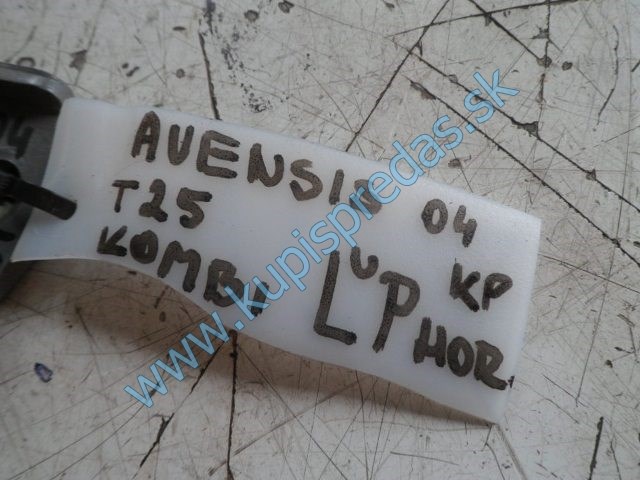 AVENSIS 04
T25 KP
KOMBI LP HOR.
www.kupispredas.sk